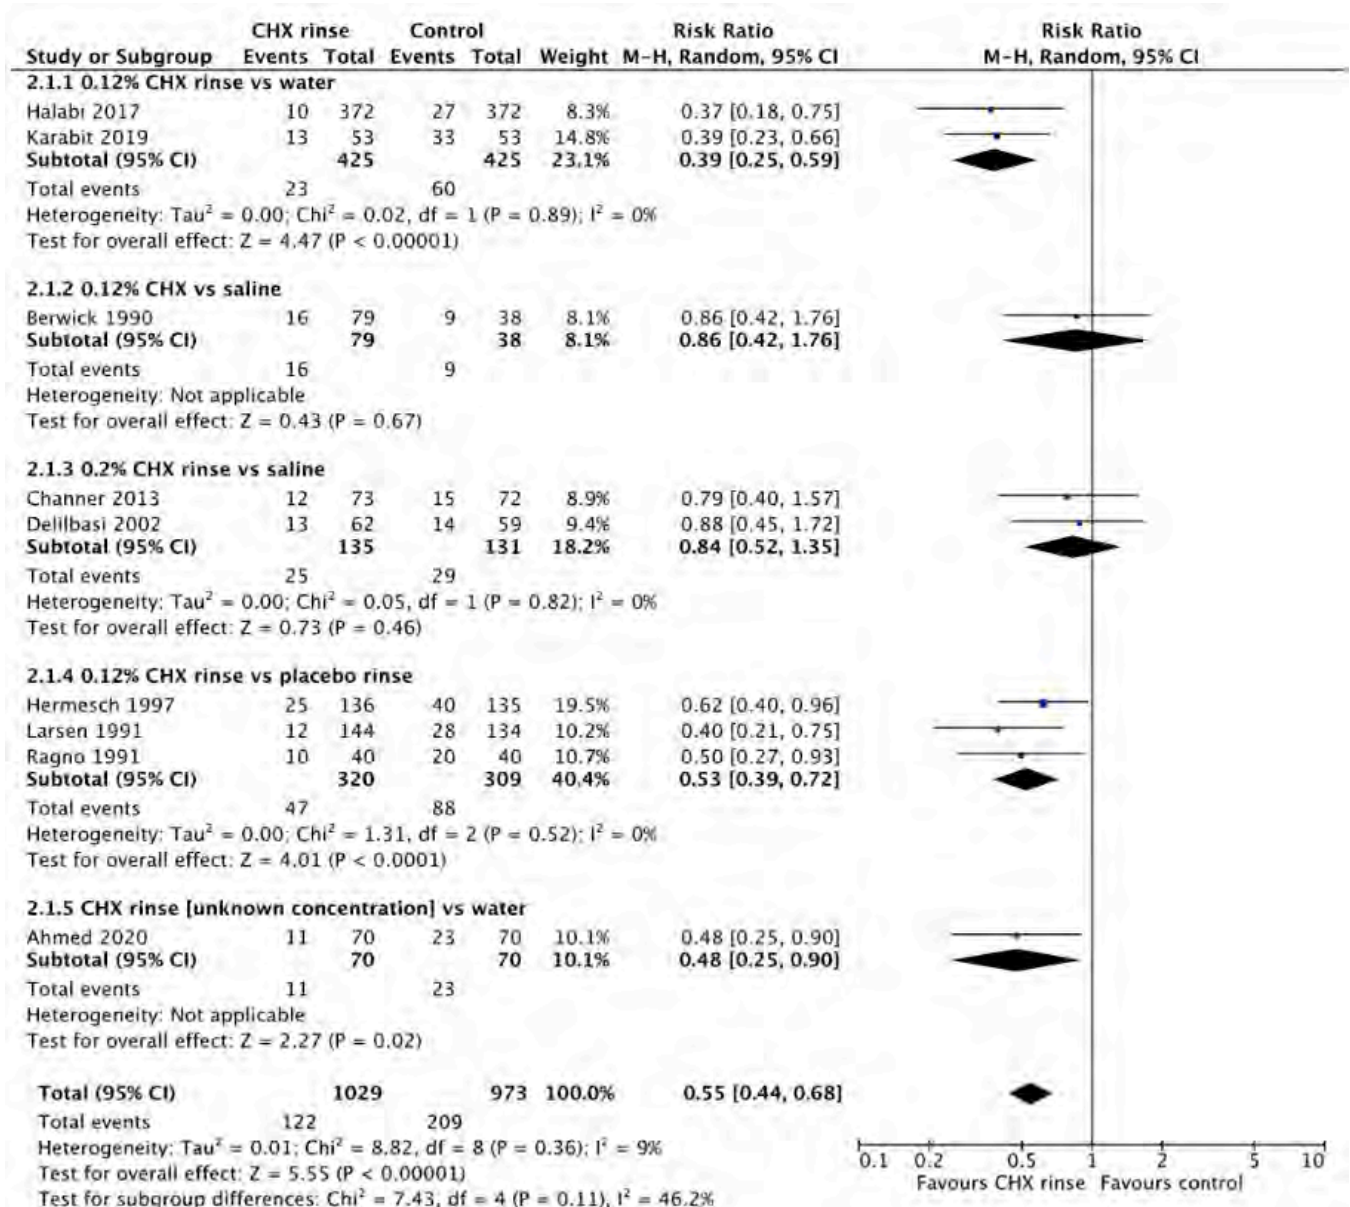 CHX rinse Control Risk Ratio Risk Ratio
Study or Subgroup Events Total Events Total Weight M-H, Random, 95% CI M-H, Random, 95% CI
2.1.1 0.12% CHX rinse vs water
Halabi 2017 10 372 27 372 8.3% 0.37 [0.18, 0.75]
Karabit 2019 13 53 33 53 14.8% 0.39 [0.23, 0.66]
Subtotal (95% CI) 425 425 23.1% 0.39 [0.25, 0.59]
Total events 23 60
Heterogeneity: Tau² = 0.00; Chi² = 0.02, df = 1 (P = 0.89); I² = 0%
Test for overall effect: Z = 4.47 (P < 0.00001)
2.1.2 0.12% CHX vs saline
Berwick 1990 16 79 9 38 8.1% 0.86 [0.42, 1.76]
Subtotal (95% CI) 79 38 8.1% 0.86 [0.42, 1.76]
Total events 16 9
Heterogeneity: Not applicable
Test for overall effect: Z = 0.43 (P = 0.67)
2.1.3 0.2% CHX rinse vs saline
Channer 2013 12 73 15 72 8.9% 0.79 [0.40, 1.57]
Delilbasi 2002 13 62 14 59 9.4% 0.88 [0.45, 1.72]
Subtotal (95% CI) 135 131 18.2% 0.84 [0.52, 1.35]
Total events 25 29
Heterogeneity: Tau² = 0.00; Chi² = 0.05, df = 1 (P = 0.82); I² = 0%
Test for overall effect: Z = 0.73 (P = 0.46)
2.1.4 0.12% CHX rinse vs placebo rinse
Hermesch 1997 25 136 40 135 19.5% 0.62 [0.40, 0.96]
Larsen 1991 12 144 28 134 10.2% 0.40 [0.21, 0.75]
Ragno 1991 10 40 20 40 10.7% 0.50 [0.27, 0.93]
Subtotal (95% CI) 320 309 40.4% 0.53 [0.39, 0.72]
Total events 47 88
Heterogeneity: Tau² = 0.00; Chi² = 1.31, df = 2 (P = 0.52); I² = 0%
Test for overall effect: Z = 4.01 (P < 0.0001)
2.1.5 CHX rinse [unknown concentration] vs water
Ahmed 2020 11 70 23 70 10.1% 0.48 [0.25, 0.90]
Subtotal (95% CI) 70 70 10.1% 0.48 [0.25, 0.90]
Total events 11 23
Heterogeneity: Not applicable
Test for overall effect: Z = 2.27 (P = 0.02)
Total (95% CI) 1029 973 100.0% 0.55 [0.44, 0.68]
Total events 122 209
Heterogeneity: Tau² = 0.01; Chi² = 8.82, df = 8 (P = 0.36); I² = 9%
Test for overall effect: Z = 5.55 (P < 0.00001)
Test for subgroup differences: Chi² = 7.43, df = 4 (P = 0.11), I² = 46.2%
0.1 0.2 0.5 1 2 5 10
Favours CHX rinse Favours control